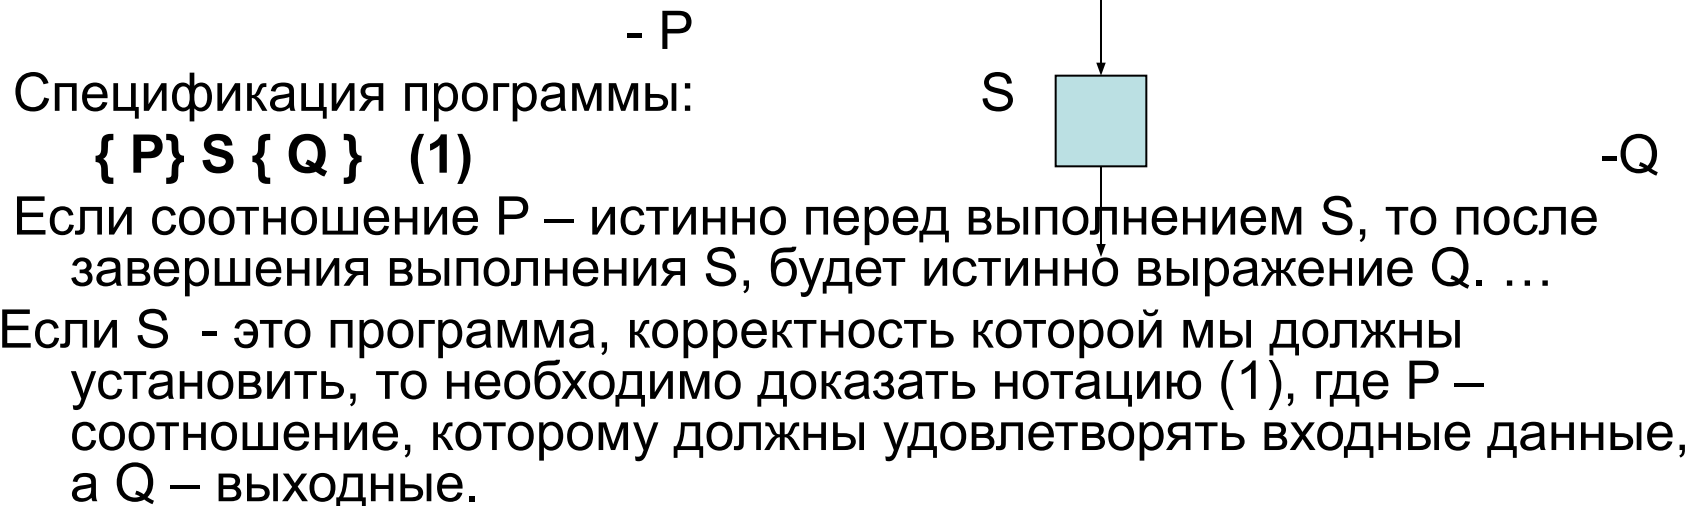 - P
Спецификация программы:
S
{ P} S { Q } (1)
-Q
Если соотношение P – истинно перед выполнением S, то после
завершения выполнения S, будет истинно выражение Q. …
Если S - это программа, корректность которой мы должны
установить, то необходимо доказать нотацию (1), где P –
соотношение, которому должны удовлетворять входные данные,
а Q – выходные.